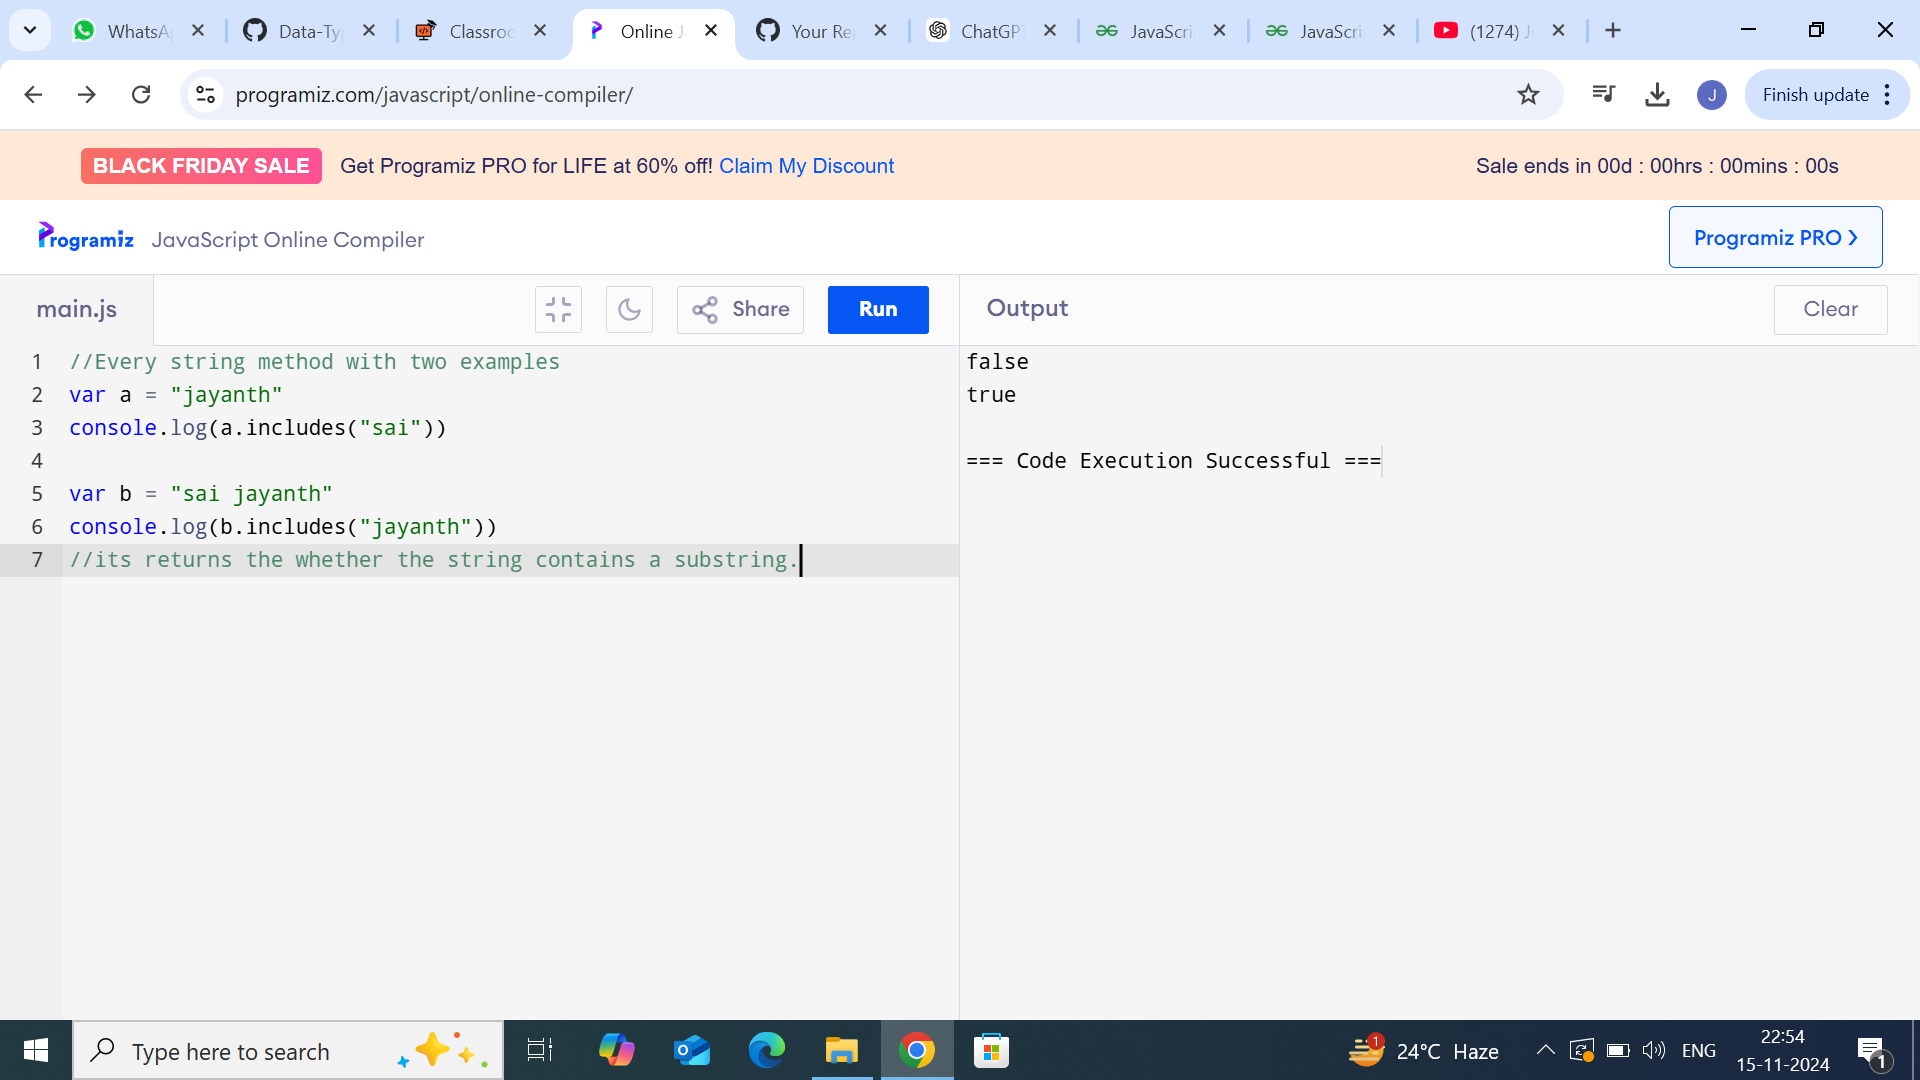 WhatsA
Data-Ty
Classroo
Online J
Your Re
ChatGPT
JavaScri
JavaScri
(1274) J
programiz.com/javascript/online-compiler/
J
Finish update
BLACK FRIDAY SALE Get Programiz PRO for LIFE at 60% off! Claim My Discount
Sale ends in 00d : 00hrs : 00mins : 00s
Programiz JavaScript Online Compiler
Programiz PRO ❯
main.js
Share
Run
Output
Clear
1 //Every string method with two examples
2 var a = "jayanth"
3 console.log(a.includes("sai"))
4
5 var b = "sai jayanth"
6 console.log(b.includes("jayanth"))
7 //its returns the whether the string contains a substring.
false
true
=== Code Execution Successful ===
Type here to search
1
24°C Haze
ENG
22:54
15-11-2024
1